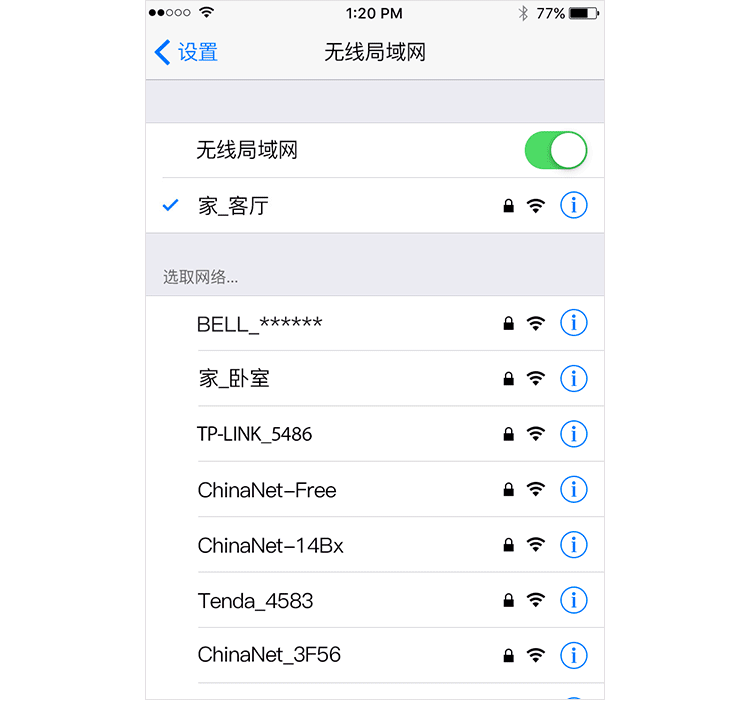 1:20 PM 77%
设置 无线局域网
无线局域网
家_客厅
选取网络...
BELL_******
家_卧室
TP-LINK_5486
ChinaNet-Free
ChinaNet-14Bx
Tenda_4583
ChinaNet_3F56